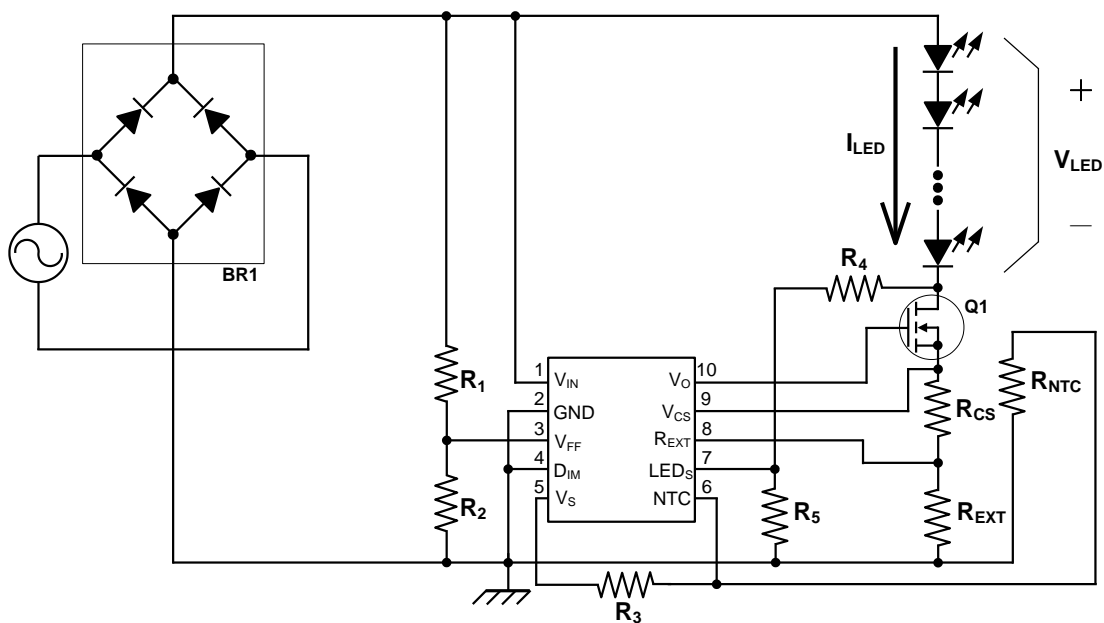 BR1
R1
R2
1
2
3
4
5
VIN
GND
VFF
DIM
VS
10
9
8
7
6
VO
VCS
REXT
LEDS
NTC
R3
R4
R5
ILED
+
VLED
−
Q1
RCS
REXT
RNTC